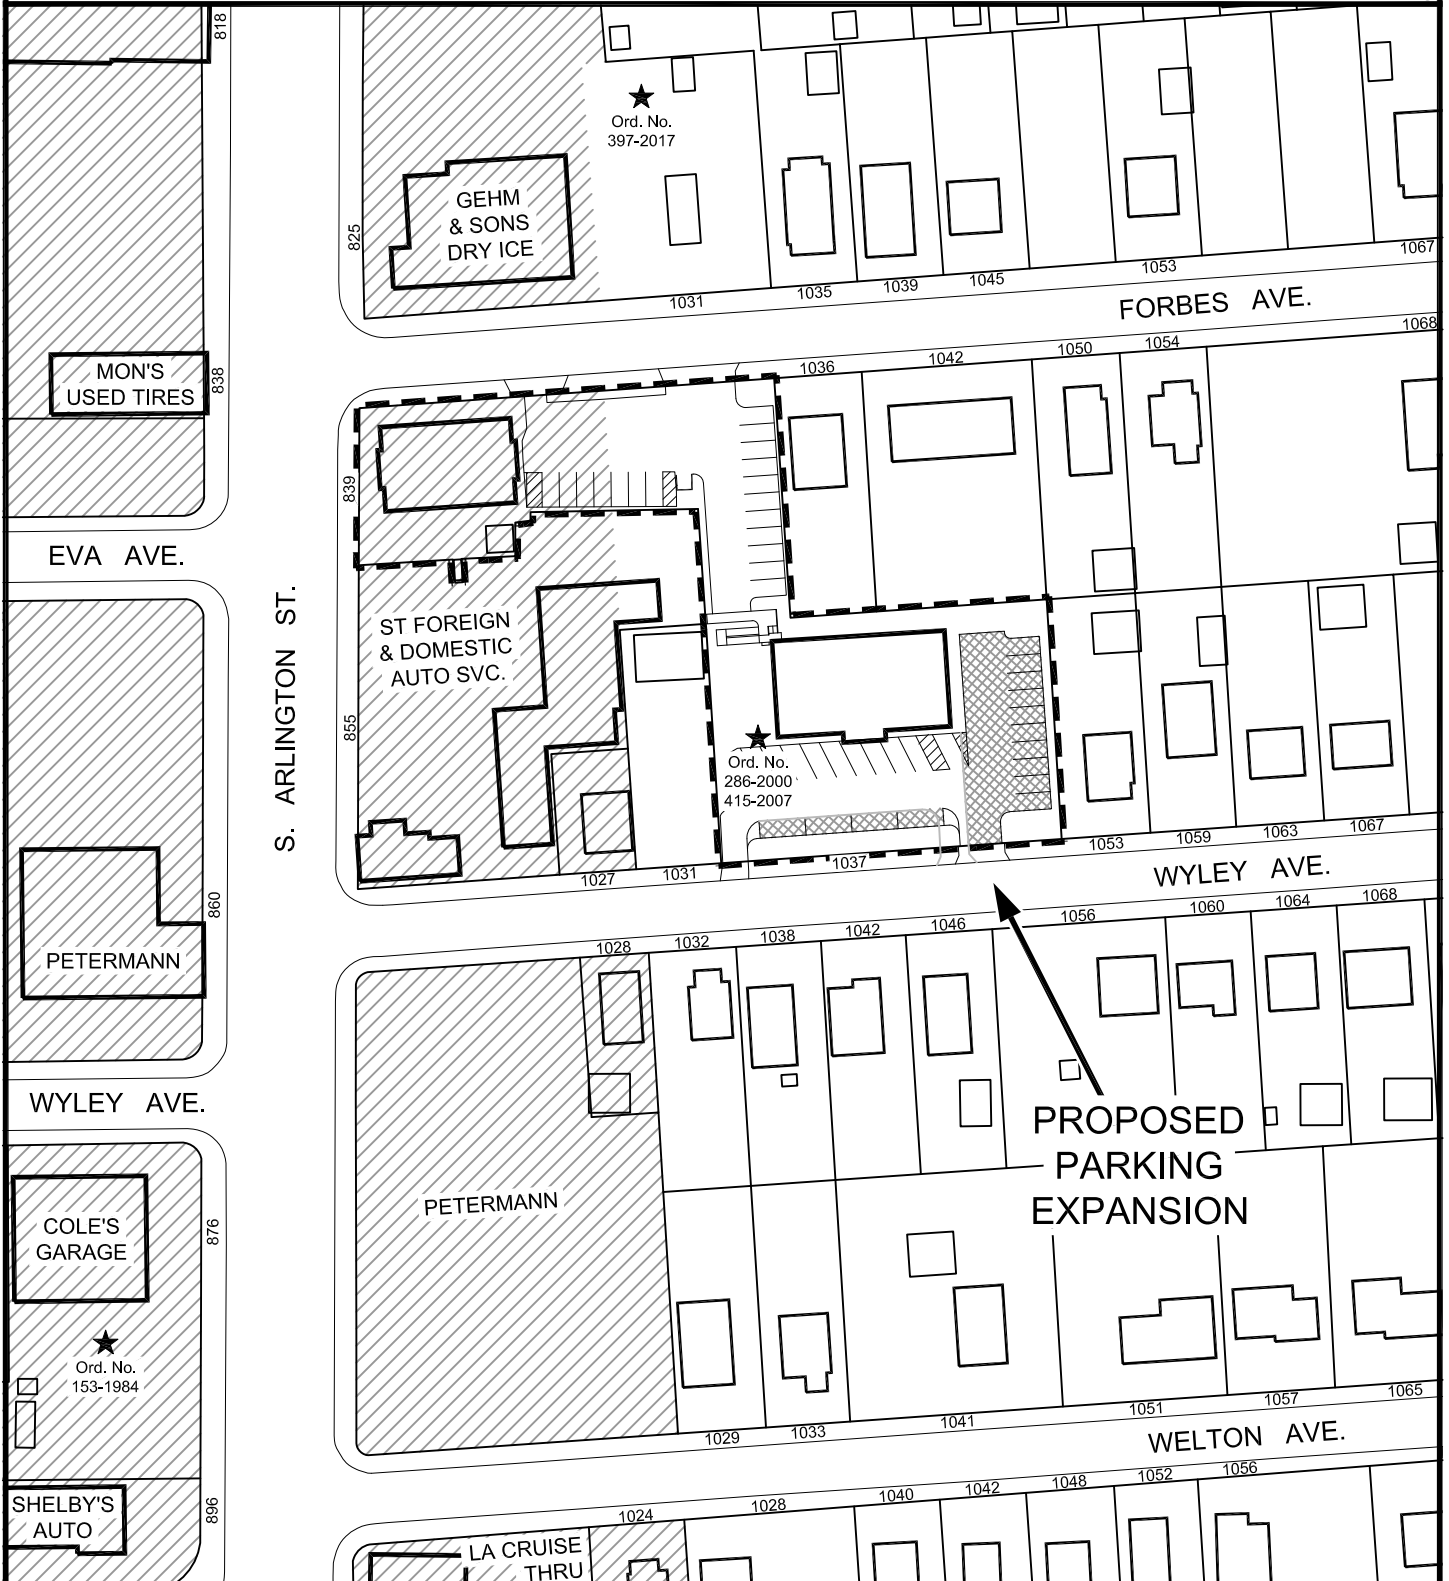 818
Ord. No.
397-2017
GEHM
& SONS
DRY ICE
825
1031
1035
1039
1045
1053
1067
FORBES AVE.
1036
1042
1050
1054
1068
MON'S
USED TIRES
838
839
EVA AVE.
S. ARLINGTON ST.
ST FOREIGN
& DOMESTIC
AUTO SVC.
855
Ord. No.
286-2000
415-2007
1027
1031
1037
1053
1059
1063
1067
WYLEY AVE.
860
PETERMANN
1028
1032
1038
1042
1046
1056
1060
1064
1068
WYLEY AVE.
PROPOSED
PARKING
EXPANSION
PETERMANN
COLE'S
GARAGE
876
Ord. No.
153-1984
1029
1033
1041
1051
1057
1065
WELTON AVE.
SHELBY'S
AUTO
896
1024
1028
1040
1042
1048
1052
1056
LA CRUISE
THRU